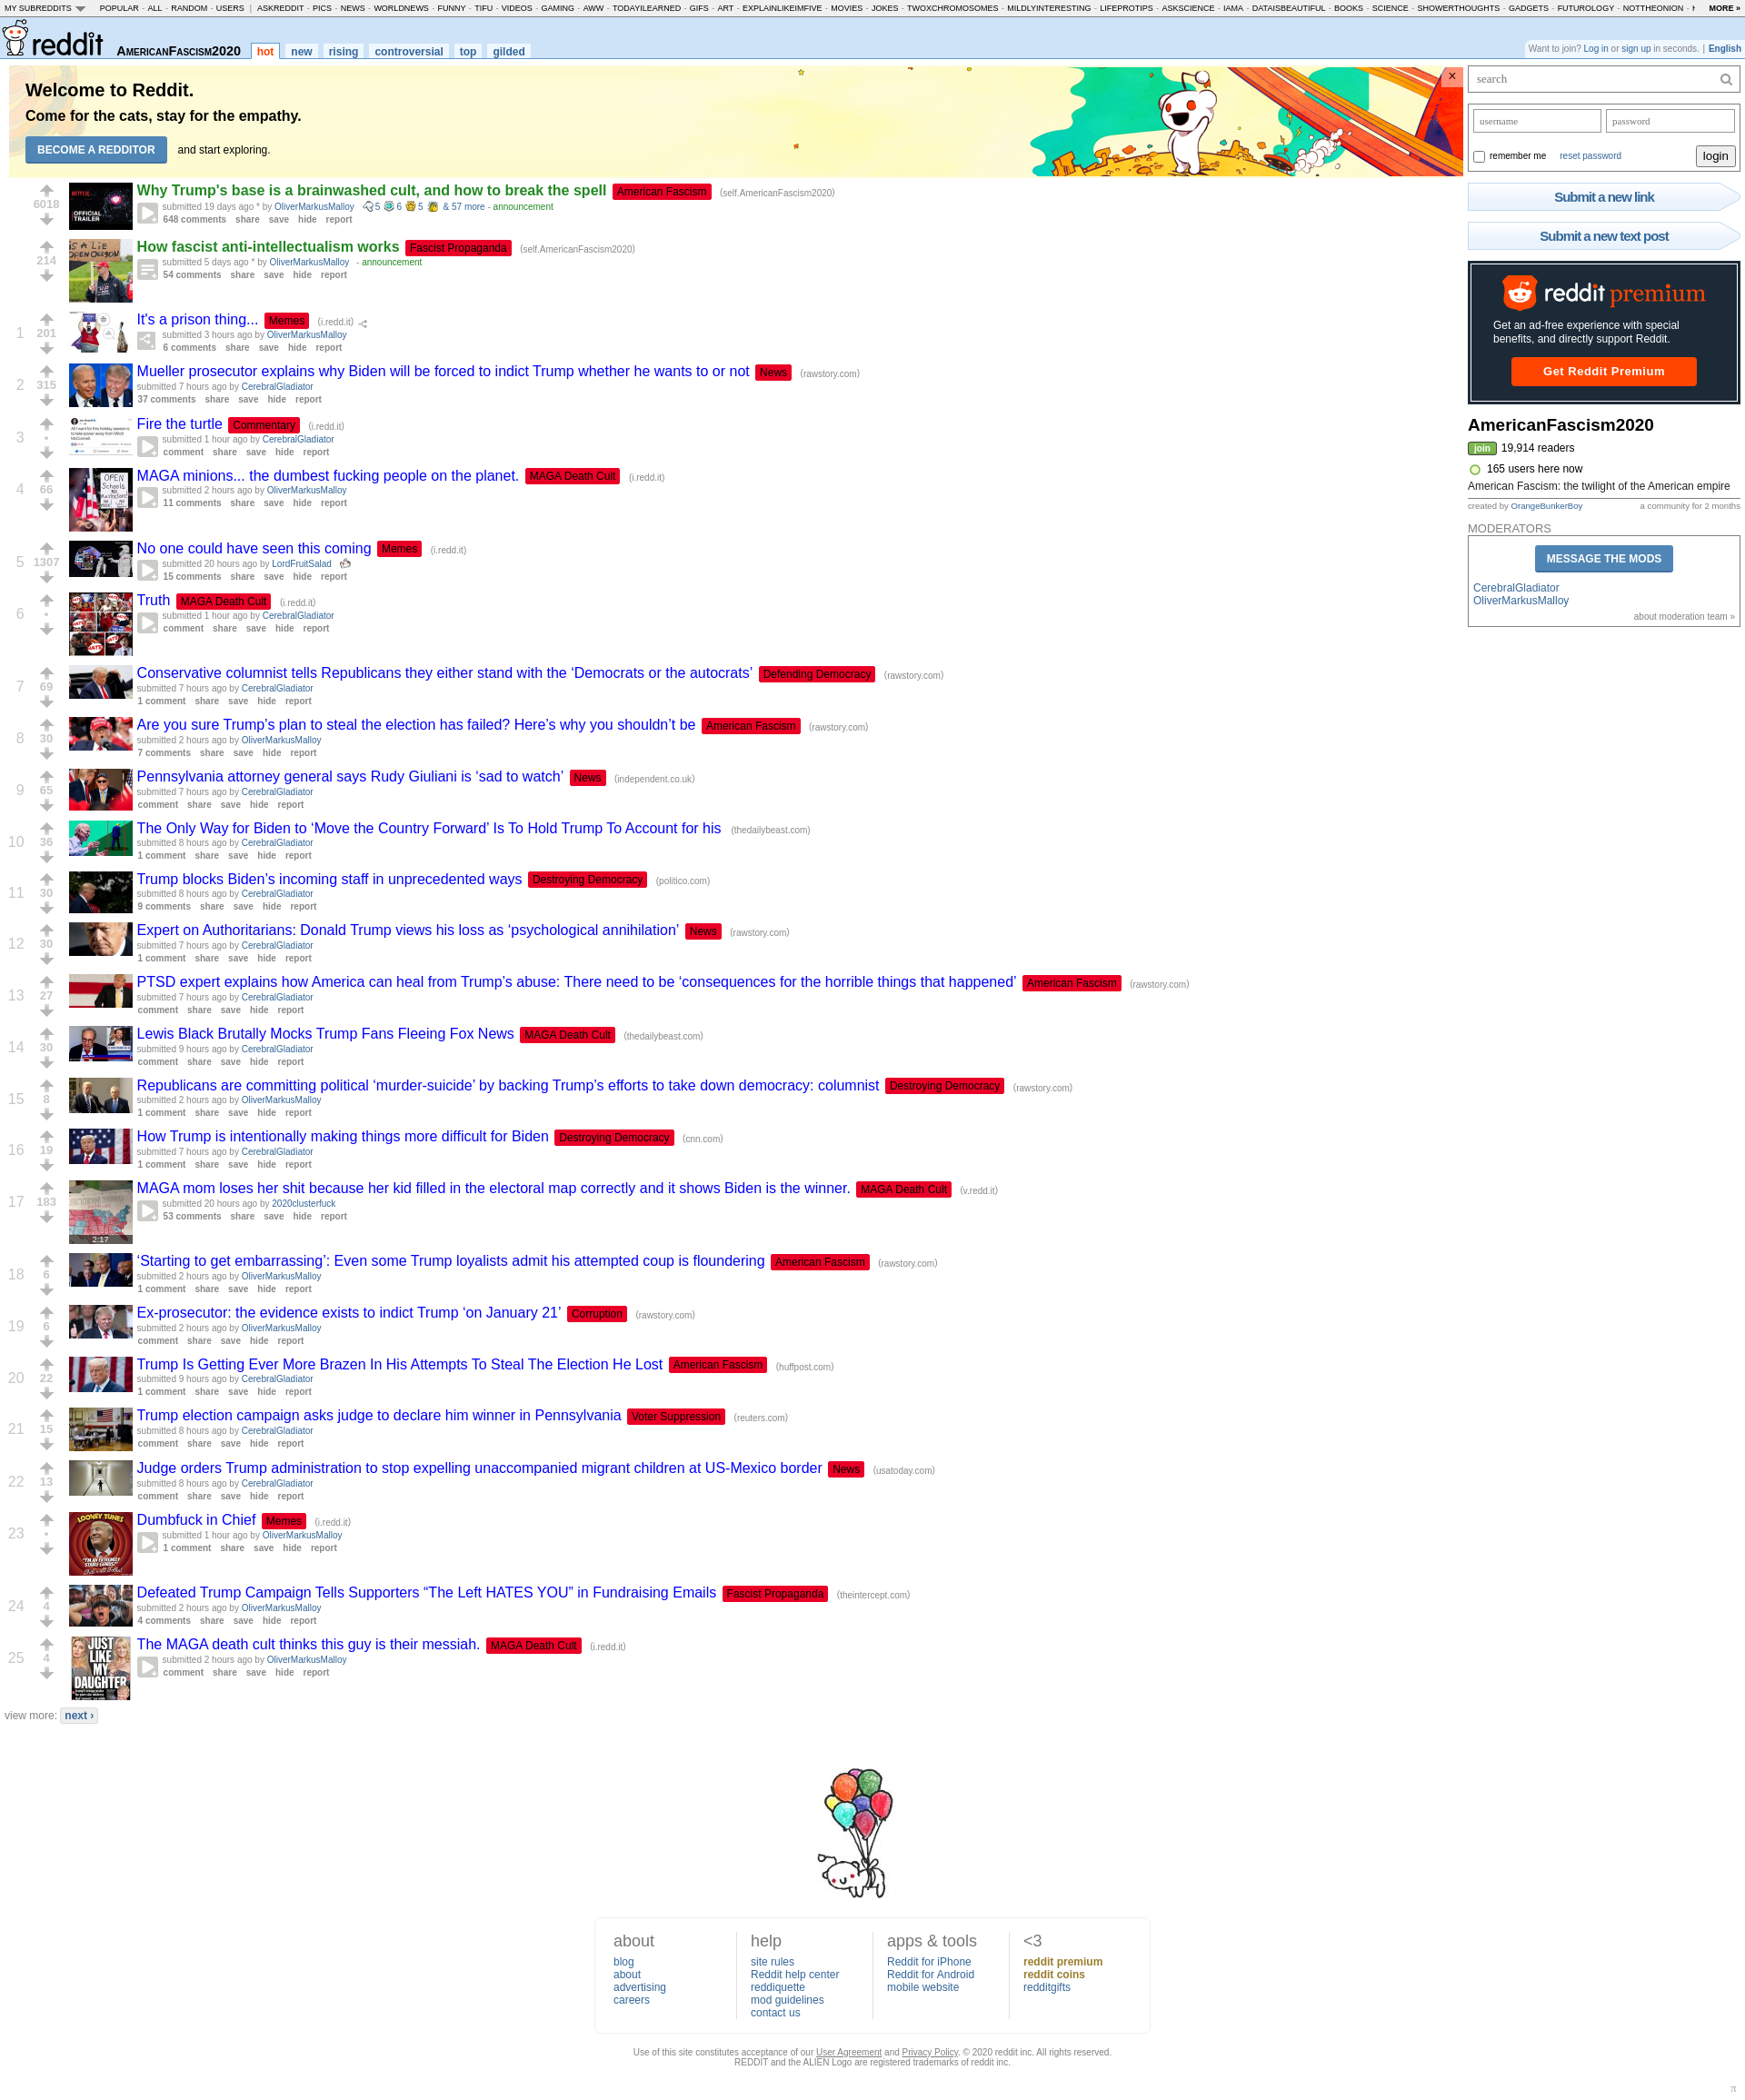 MY SUBREDDITS POPULAR - ALL - RANDOM - USERS | ASKREDDIT - PICS - NEWS - WORLDNEWS - FUNNY - TIFU - VIDEOS - GAMING - AWW - TODAYILEARNED - GIFS - ART - EXPLAINLIKEIMFIVE - MOVIES - JOKES - TWOXCHROMOSOMES - MILDLYINTERESTING - LIFEPROTIPS - ASKSCIENCE - IAMA - DATAISBEAUTIFUL - BOOKS - SCIENCE - SHOWERTHOUGHTS - GADGETS - FUTUROLOGY - NOTTHEONION - MORE »
reddit AMERICANFASCISM2020 hot new rising controversial top gilded
Want to join? Log in or sign up in seconds. | English
Welcome to Reddit.
Come for the cats, stay for the empathy.
BECOME A REDDITOR and start exploring.
×
6018
OFFICIAL TRAILER
Why Trump's base is a brainwashed cult, and how to break the spell American Fascism (self.AmericanFascism2020)
submitted 19 days ago * by OliverMarkusMalloy 5 6 5 & 57 more - announcement
648 comments share save hide report
214
How fascist anti-intellectualism works Fascist Propaganda (self.AmericanFascism2020)
submitted 5 days ago * by OliverMarkusMalloy - announcement
54 comments share save hide report
1 201
It's a prison thing... Memes (i.redd.it)
submitted 3 hours ago by OliverMarkusMalloy
6 comments share save hide report
2 315
Mueller prosecutor explains why Biden will be forced to indict Trump whether he wants to or not News (rawstory.com)
submitted 7 hours ago by CerebralGladiator
37 comments share save hide report
3 •
Fire the turtle Commentary (i.redd.it)
submitted 1 hour ago by CerebralGladiator
comment share save hide report
4 66
OPEN Schools
MAGA minions... the dumbest fucking people on the planet. MAGA Death Cult (i.redd.it)
submitted 2 hours ago by OliverMarkusMalloy
11 comments share save hide report
5 1307
No one could have seen this coming Memes (i.redd.it)
submitted 20 hours ago by LordFruitSalad
15 comments share save hide report
6 •
Truth MAGA Death Cult (i.redd.it)
submitted 1 hour ago by CerebralGladiator
comment share save hide report
7 69
Conservative columnist tells Republicans they either stand with the ‘Democrats or the autocrats’ Defending Democracy (rawstory.com)
submitted 7 hours ago by CerebralGladiator
1 comment share save hide report
8 30
Are you sure Trump’s plan to steal the election has failed? Here’s why you shouldn’t be American Fascism (rawstory.com)
submitted 2 hours ago by OliverMarkusMalloy
7 comments share save hide report
9 65
Pennsylvania attorney general says Rudy Giuliani is ‘sad to watch’ News (independent.co.uk)
submitted 7 hours ago by CerebralGladiator
comment share save hide report
10 36
The Only Way for Biden to ‘Move the Country Forward’ Is To Hold Trump To Account for his (thedailybeast.com)
submitted 8 hours ago by CerebralGladiator
1 comment share save hide report
11 30
Trump blocks Biden’s incoming staff in unprecedented ways Destroying Democracy (politico.com)
submitted 8 hours ago by CerebralGladiator
9 comments share save hide report
12 30
Expert on Authoritarians: Donald Trump views his loss as ‘psychological annihilation’ News (rawstory.com)
submitted 7 hours ago by CerebralGladiator
1 comment share save hide report
13 27
PTSD expert explains how America can heal from Trump’s abuse: There need to be ‘consequences for the horrible things that happened’ American Fascism (rawstory.com)
submitted 7 hours ago by CerebralGladiator
comment share save hide report
14 30
Lewis Black Brutally Mocks Trump Fans Fleeing Fox News MAGA Death Cult (thedailybeast.com)
submitted 9 hours ago by CerebralGladiator
comment share save hide report
15 8
Republicans are committing political ‘murder-suicide’ by backing Trump’s efforts to take down democracy: columnist Destroying Democracy (rawstory.com)
submitted 2 hours ago by OliverMarkusMalloy
1 comment share save hide report
16 19
How Trump is intentionally making things more difficult for Biden Destroying Democracy (cnn.com)
submitted 7 hours ago by CerebralGladiator
1 comment share save hide report
17 183
2:17
MAGA mom loses her shit because her kid filled in the electoral map correctly and it shows Biden is the winner. MAGA Death Cult (v.redd.it)
submitted 20 hours ago by 2020clusterfuck
53 comments share save hide report
18 6
‘Starting to get embarrassing’: Even some Trump loyalists admit his attempted coup is floundering American Fascism (rawstory.com)
submitted 2 hours ago by OliverMarkusMalloy
1 comment share save hide report
19 6
Ex-prosecutor: the evidence exists to indict Trump ‘on January 21’ Corruption (rawstory.com)
submitted 2 hours ago by OliverMarkusMalloy
comment share save hide report
20 22
Trump Is Getting Ever More Brazen In His Attempts To Steal The Election He Lost American Fascism (huffpost.com)
submitted 9 hours ago by CerebralGladiator
1 comment share save hide report
21 15
Trump election campaign asks judge to declare him winner in Pennsylvania Voter Suppression (reuters.com)
submitted 8 hours ago by CerebralGladiator
comment share save hide report
22 13
Judge orders Trump administration to stop expelling unaccompanied migrant children at US-Mexico border News (usatoday.com)
submitted 8 hours ago by CerebralGladiator
comment share save hide report
23 •
LOONEY TUNES
Dumbfuck in Chief Memes (i.redd.it)
submitted 1 hour ago by OliverMarkusMalloy
1 comment share save hide report
24 4
Defeated Trump Campaign Tells Supporters “The Left HATES YOU” in Fundraising Emails Fascist Propaganda (theintercept.com)
submitted 2 hours ago by OliverMarkusMalloy
4 comments share save hide report
25 4
JUST LIKE MY DAUGHTER
The MAGA death cult thinks this guy is their messiah. MAGA Death Cult (i.redd.it)
submitted 2 hours ago by OliverMarkusMalloy
comment share save hide report
view more: next ›
search
username password
remember me reset password login
Submit a new link
Submit a new text post
reddit premium
Get an ad-free experience with special
benefits, and directly support Reddit.
Get Reddit Premium
AmericanFascism2020
join 19,914 readers
165 users here now
American Fascism: the twilight of the American empire
created by OrangeBunkerBoy a community for 2 months
MODERATORS
MESSAGE THE MODS
CerebralGladiator
OliverMarkusMalloy
about moderation team »
about
blog
about
advertising
careers
help
site rules
Reddit help center
reddiquette
mod guidelines
contact us
apps & tools
Reddit for iPhone
Reddit for Android
mobile website
<3
reddit premium
reddit coins
redditgifts
Use of this site constitutes acceptance of our User Agreement and Privacy Policy. © 2020 reddit inc. All rights reserved.
REDDIT and the ALIEN Logo are registered trademarks of reddit inc.
π